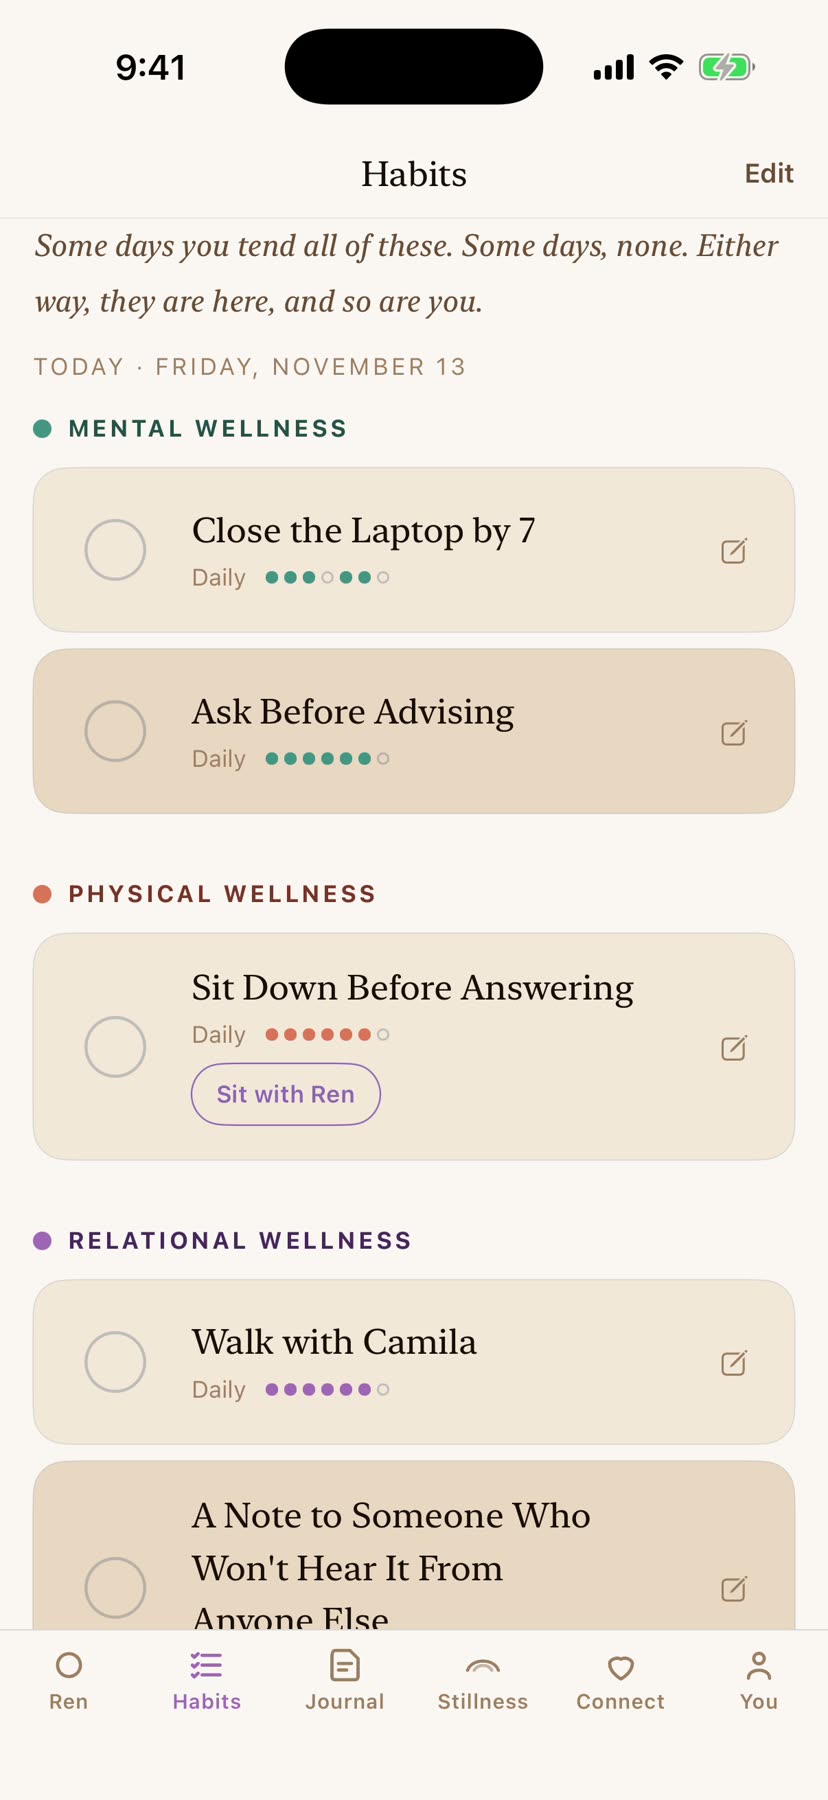 9:41
Habits
Edit
Some days you tend all of these. Some days, none. Either
way, they are here, and so are you.
TODAY · FRIDAY, NOVEMBER 13
MENTAL WELLNESS
Close the Laptop by 7
Daily
Ask Before Advising
Daily
PHYSICAL WELLNESS
Sit Down Before Answering
Daily
Sit with Ren
RELATIONAL WELLNESS
Walk with Camila
Daily
A Note to Someone Who
Won't Hear It From
Anyone Else
Ren
Habits
Journal
Stillness
Connect
You